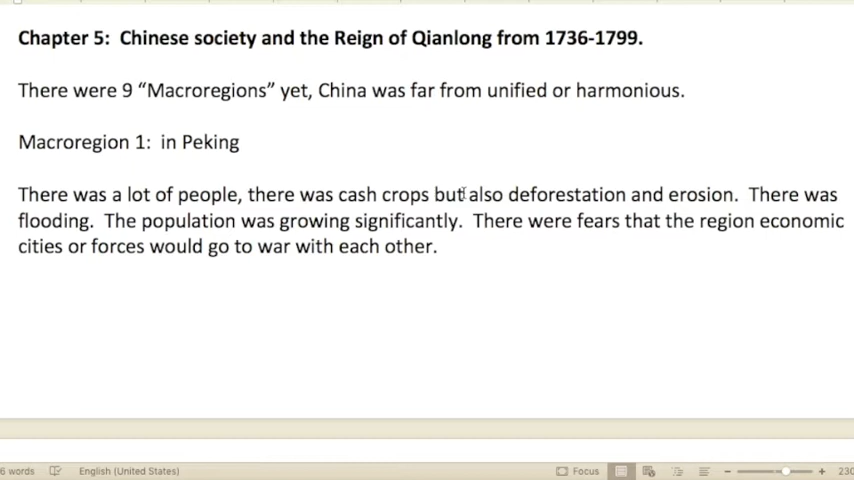 Chapter 5:  Chinese society and the Reign of Qianlong from 1736-1799.
There were 9 “Macroregions” yet, China was far from unified or harmonious.
Macroregion 1:  in Peking
There was a lot of people, there was cash crops but also deforestation and erosion.  There was
flooding.  The population was growing significantly.  There were fears that the region economic
cities or forces would go to war with each other.
6 words English (United States) Focus 230